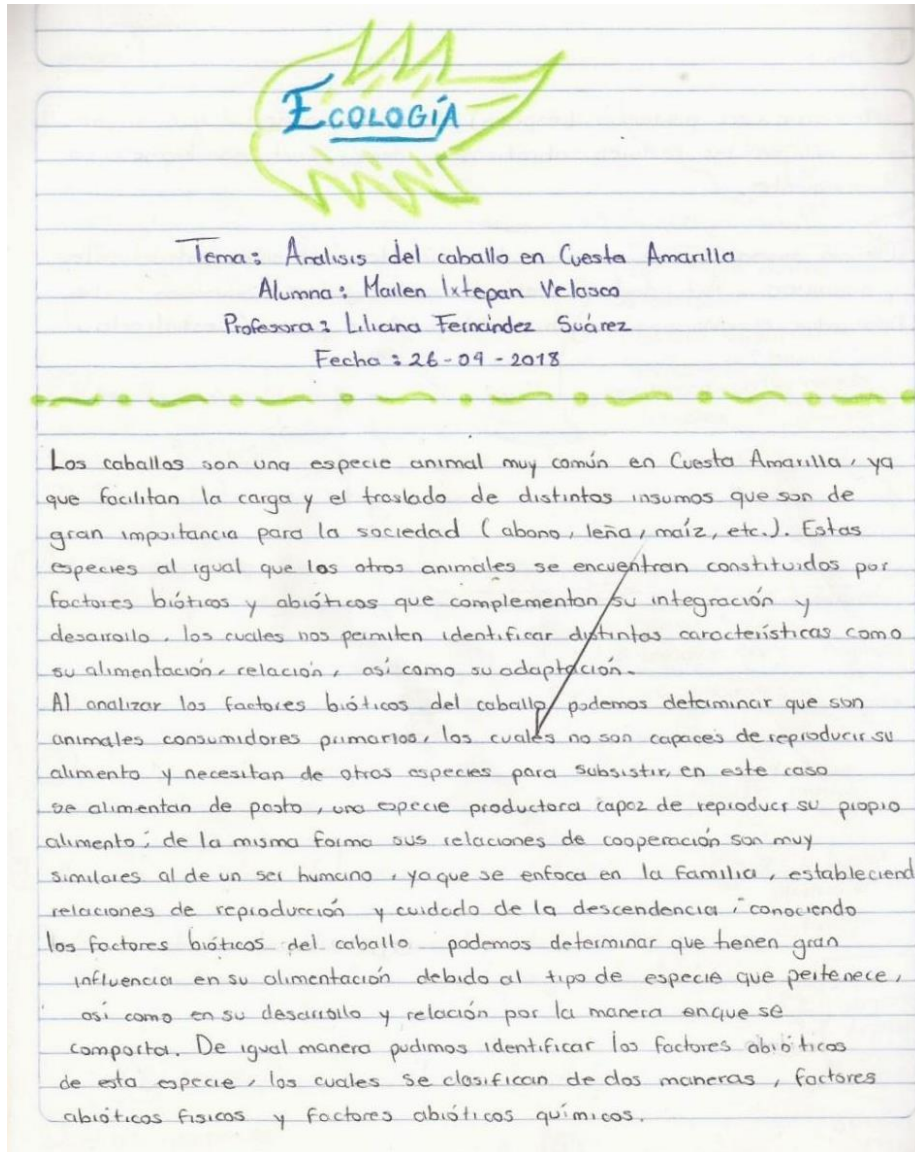 ECOLOGÍA
Tema: Analisis del caballo en Cuesta Amarilla
Alumna: Mailen Ixtepan Velasco
Profesora: Liliana Fernández Suárez
Fecha: 26-09-2018
Los caballos son una especie animal muy común en Cuesta Amarilla, ya
que facilitan la carga y el traslado de distintos insumos que son de
gran importancia para la sociedad (abono, leña, maíz, etc.). Estas
especies al igual que los otros animales se encuentran constituidos por
factores bióticos y abióticos que complementan su integración y
desarrollo, los cuales nos permiten identificar distintas características como
su alimentación, relación, así como su adaptación.
Al analizar los factores bióticos del caballo, podemos determinar que son
animales consumidores primarios, los cuales no son capaces de reproducir su
alimento y necesitan de otras especies para subsistir, en este caso
se alimentan de pasto, una especie productora capaz de reproducir su propio
alimento; de la misma forma sus relaciones de cooperación son muy
similares al de un ser humano, ya que se enfoca en la familia, estableciend
relaciones de reproducción y cuidado de la descendencia; conociendo
los factores bióticos del caballo podemos determinar que tienen gran
influencia en su alimentación debido al tipo de especie que pertenece,
así como en su desarrollo y relación por la manera enque se
comporta. De igual manera pudimos identificar los factores abióticos
de esta especie, los cuales se clasifican de dos maneras, factores
abióticos fisicos y factores abióticos químicos.